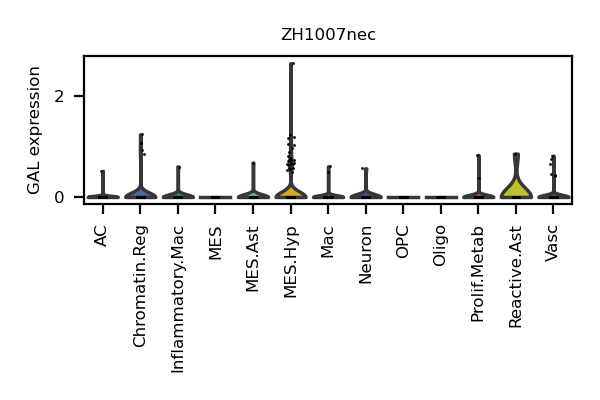 ZH1007nec
GAL expression
2
0
AC
Chromatin.Reg
Inflammatory.Mac
MES
MES.Ast
MES.Hyp
Mac
Neuron
OPC
Oligo
Prolif.Metab
Reactive.Ast
Vasc